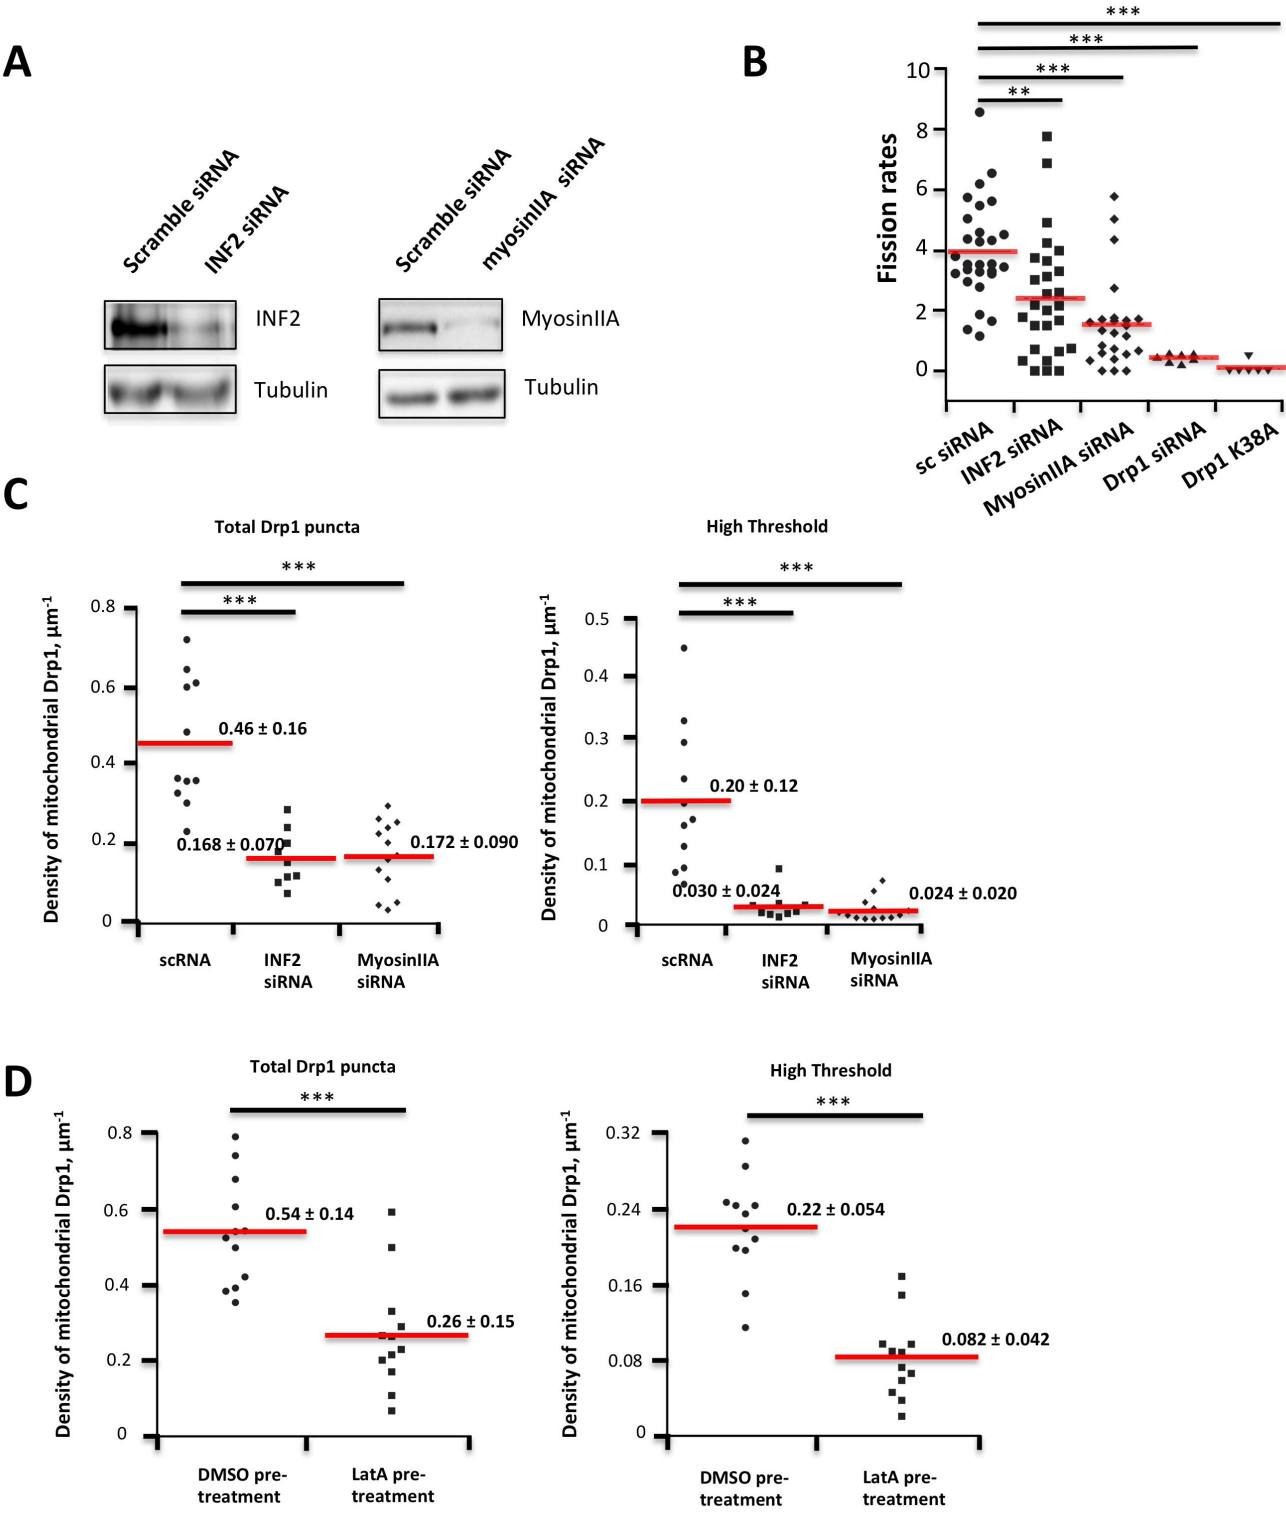 A
Scramble siRNA
INF2 siRNA
INF2
Tubulin
Scramble siRNA
myosinIIA siRNA
MyosinIIA
Tubulin
B
***
***
***
**
Fission rates
10
8
6
4
2
0
sc siRNA
INF2 siRNA
MyosinIIA siRNA
Drp1 siRNA
Drp1 K38A
C
Total Drp1 puncta
***
***
Density of mitochondrial Drp1, µm-1
0.8
0.6
0.4
0.2
0
0.46 ± 0.16
0.168 ± 0.070
0.172 ± 0.090
scRNA
INF2
siRNA
MyosinIIA
siRNA
High Threshold
***
***
Density of mitochondrial Drp1, µm-1
0.5
0.4
0.3
0.2
0.1
0
0.20 ± 0.12
0.030 ± 0.024
0.024 ± 0.020
scRNA
INF2
siRNA
MyosinIIA
siRNA
D
Total Drp1 puncta
***
Density of mitochondrial Drp1, µm-1
0.8
0.6
0.4
0.2
0
0.54 ± 0.14
0.26 ± 0.15
DMSO pre-
treatment
LatA pre-
treatment
High Threshold
***
Density of mitochondrial Drp1, µm-1
0.32
0.24
0.16
0.08
0
0.22 ± 0.054
0.082 ± 0.042
DMSO pre-
treatment
LatA pre-
treatment